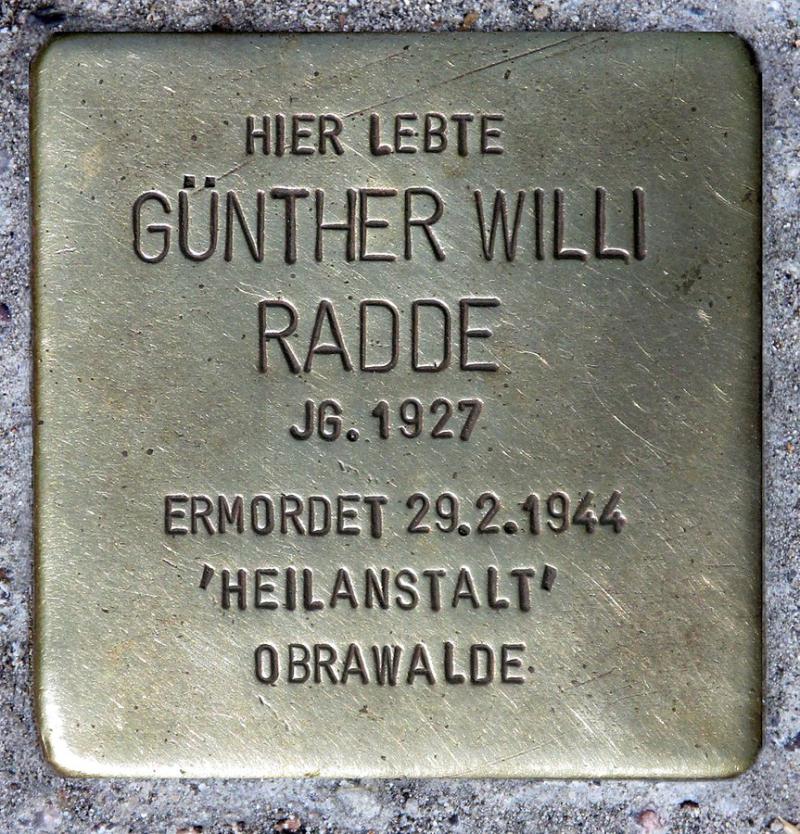 HIER LEBTE
GÜNTHER WILLI
RADDE
JG. 1927
ERMORDET 29.2.1944
'HEILANSTALT'
OBRAWALDE